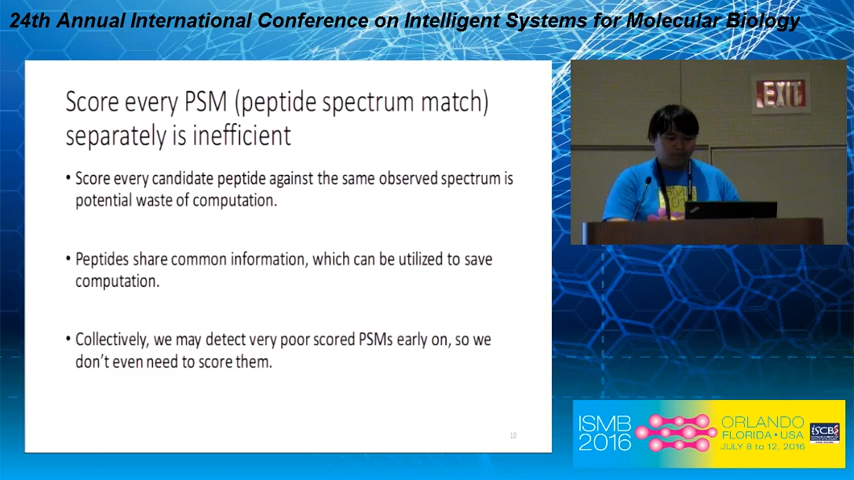 24th Annual International Conference on Intelligent Systems for Molecular Biology
Score every PSM (peptide spectrum match)
separately is inefficient
• Score every candidate peptide against the same observed spectrum is
potential waste of computation.
• Peptides share common information, which can be utilized to save
computation.
• Collectively, we may detect very poor scored PSMs early on, so we
don't even need to score them.
10
EXIT
ISMB
2016
ORLANDO
FLORIDA • USA
JULY 8 to 12, 2016
ISCB